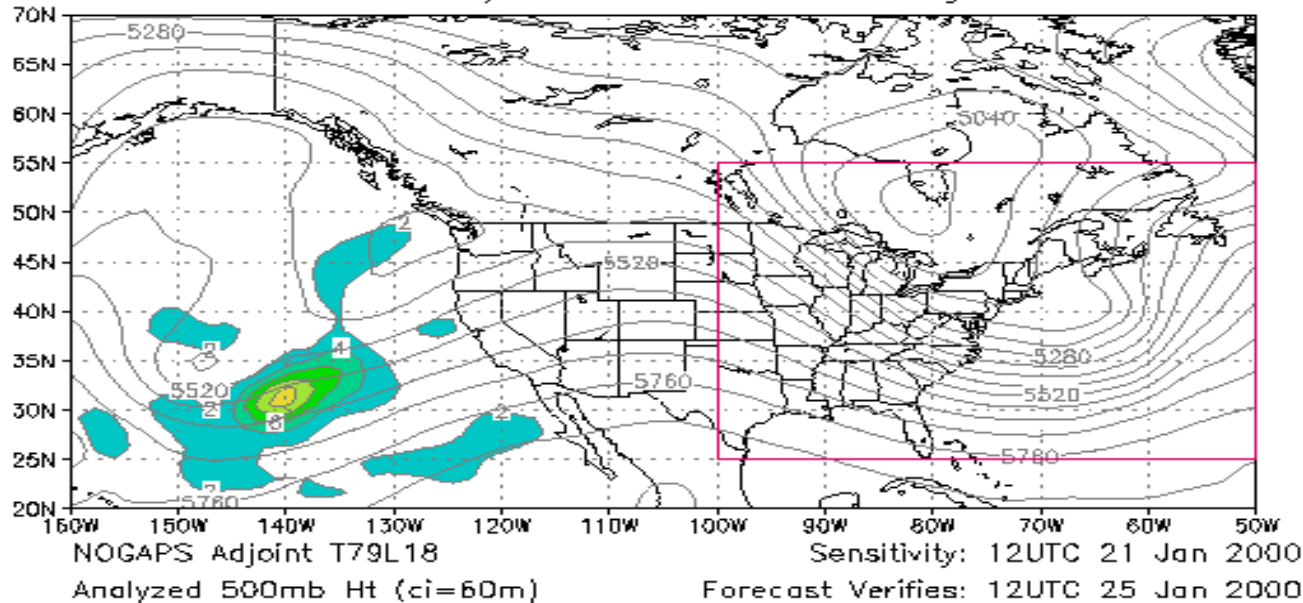 70N
5280
65N
60N
5040
55N
50N
2
45N
5520
40N
2
4
35N
5280
5520
5760
5520
30N
2
2
25N
5760
2
5760
20N
160W 150W 140W 130W 120W 110W 100W 90W 80W 70W 60W 50W
NOGAPS Adjoint T79L18
Sensitivity: 12UTC 21 Jan 2000
Analyzed 500mb Ht (ci=60m)
Forecast Verifies: 12UTC 25 Jan 2000